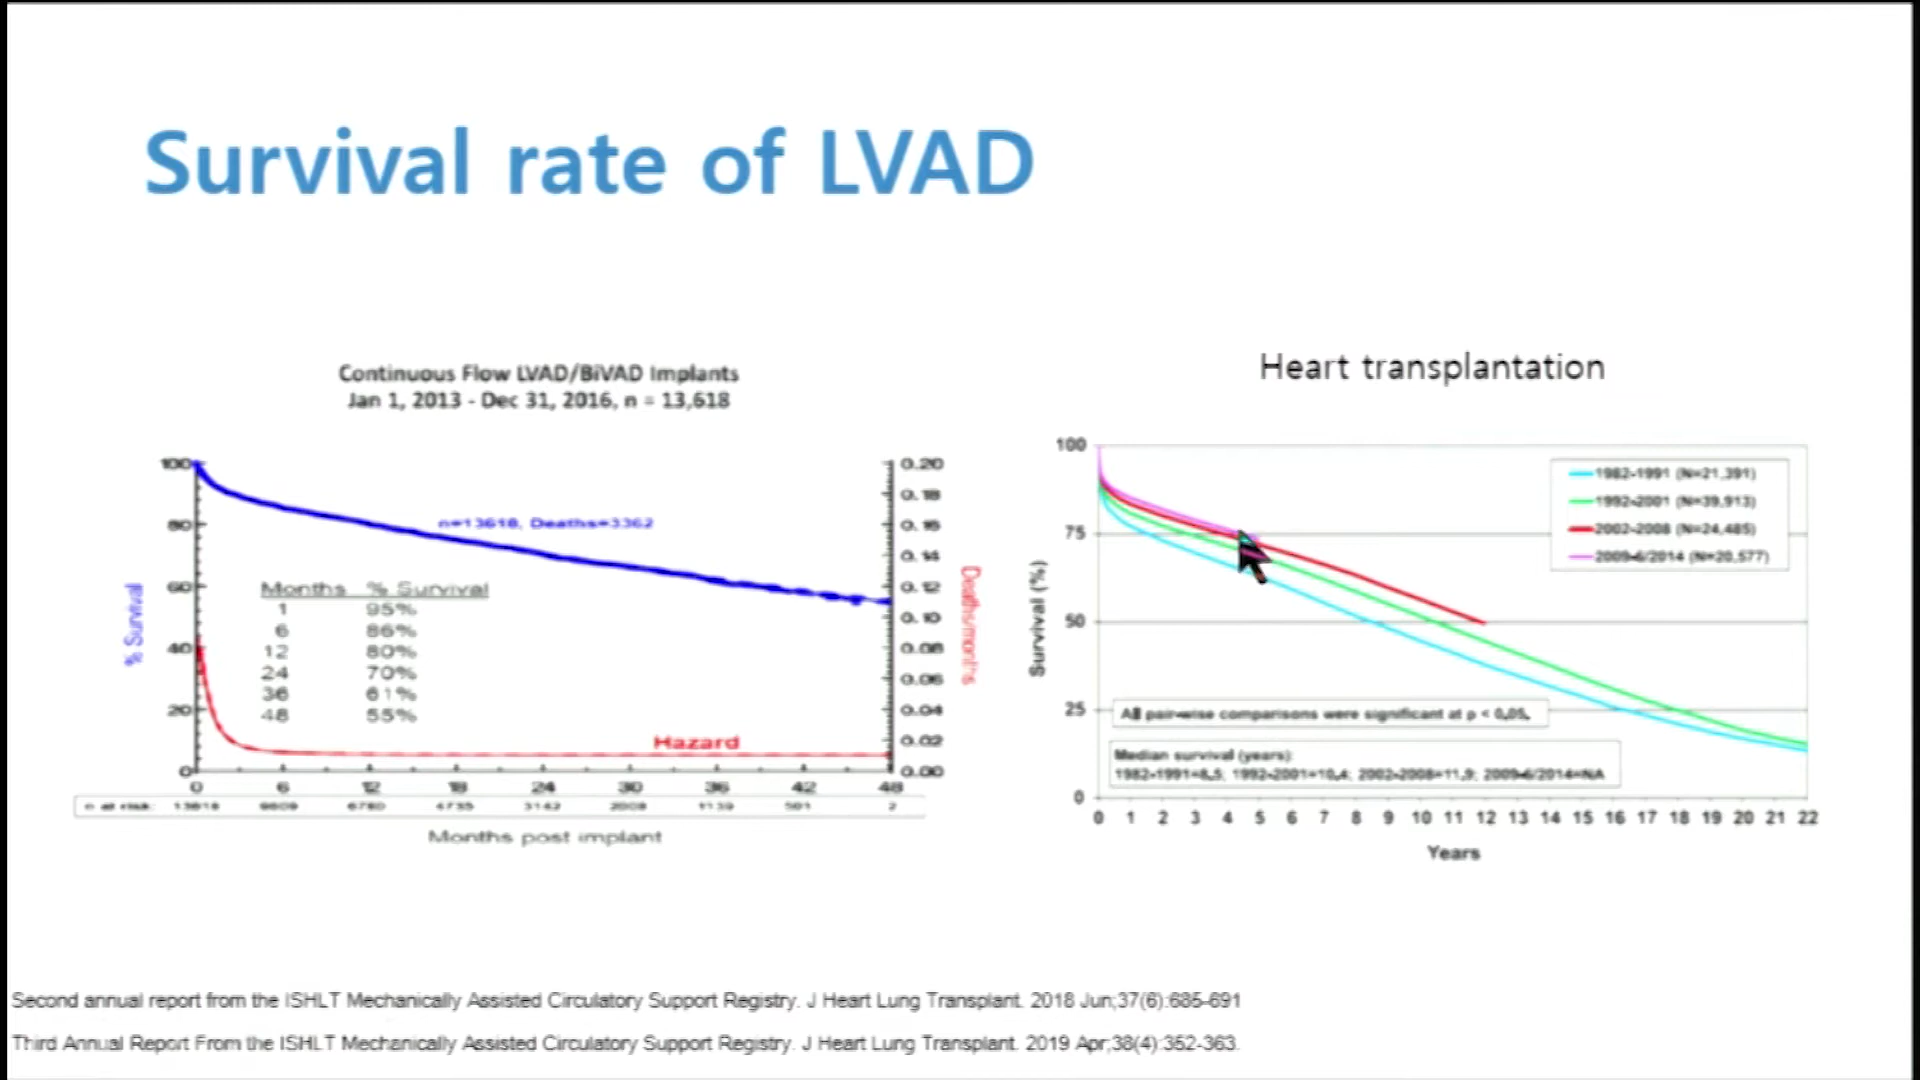 Survival rate of LVAD
Continuous Flow LVAD/BiVAD Implants
Jan 1, 2013 - Dec 31, 2016, n = 13,618
% Survival
100
80
60
40
20
0
n=13618, Deaths=3362
Months % Survival
1 95%
6 86%
12 80%
24 70%
36 61%
48 55%
Hazard
0.20
0.18
0.16
0.14
0.12
0.10
0.08
0.06
0.04
0.02
0.00
Deaths/months
0 6 12 18 24 30 36 42 48
n at risk: 13618 9809 6780 4735 3142 2008 1139 501 2
Months post implant
Heart transplantation
Survival (%)
100
75
50
25
0
1982-1991 (N=21,391)
1992-2001 (N=39,913)
2002-2008 (N=24,485)
2009-6/2014 (N=20,577)
All pair-wise comparisons were significant at p < 0.05.
Median survival (years):
1982-1991=8.5; 1992-2001=10.4; 2002-2008=11.9; 2009-6/2014=NA
0 1 2 3 4 5 6 7 8 9 10 11 12 13 14 15 16 17 18 19 20 21 22
Years
Second annual report from the ISHLT Mechanically Assisted Circulatory Support Registry. J Heart Lung Transplant. 2018 Jun;37(6):685-691
Third Annual Report From the ISHLT Mechanically Assisted Circulatory Support Registry. J Heart Lung Transplant. 2019 Apr;38(4):352-363.